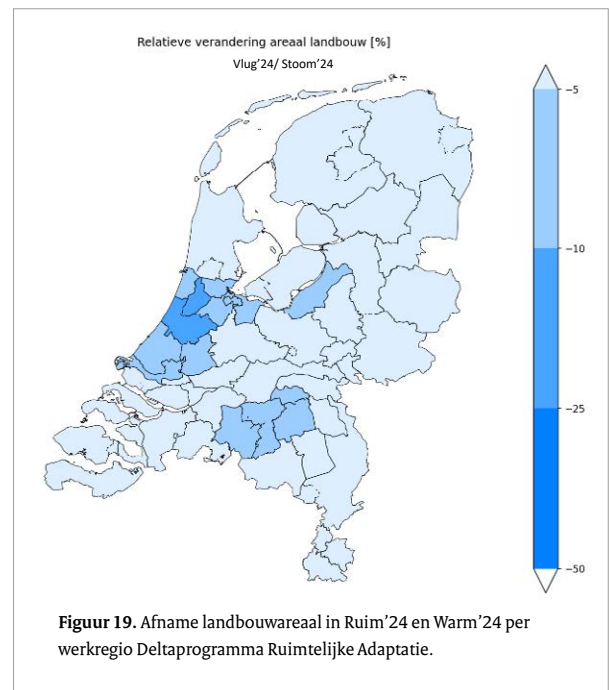 Relatieve verandering areaal landbouw [%]
Vlug’24/ Stoom’24
−5
−10
−25
−50
Figuur 19. Afname landbouwareaal in Ruim’24 en Warm’24 per
werkregio Deltaprogramma Ruimtelijke Adaptatie.